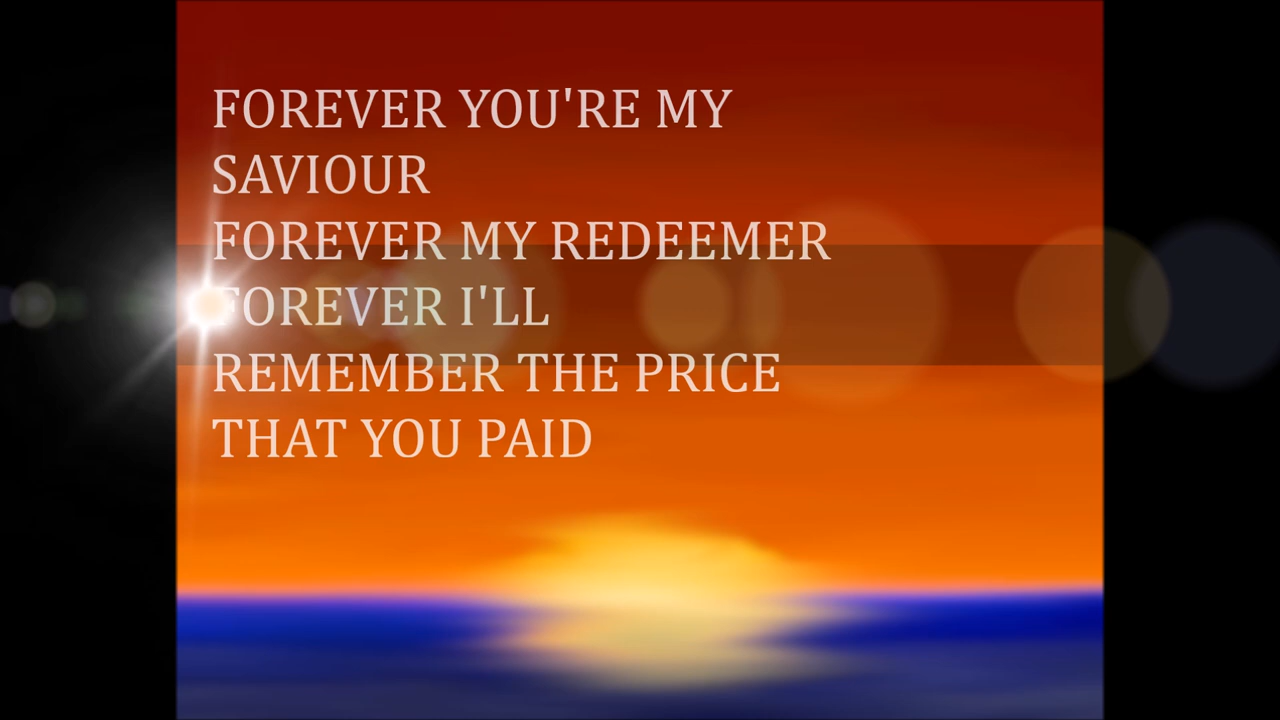 FOREVER YOU'RE MY
SAVIOUR
FOREVER MY REDEEMER
FOREVER I'LL
REMEMBER THE PRICE
THAT YOU PAID